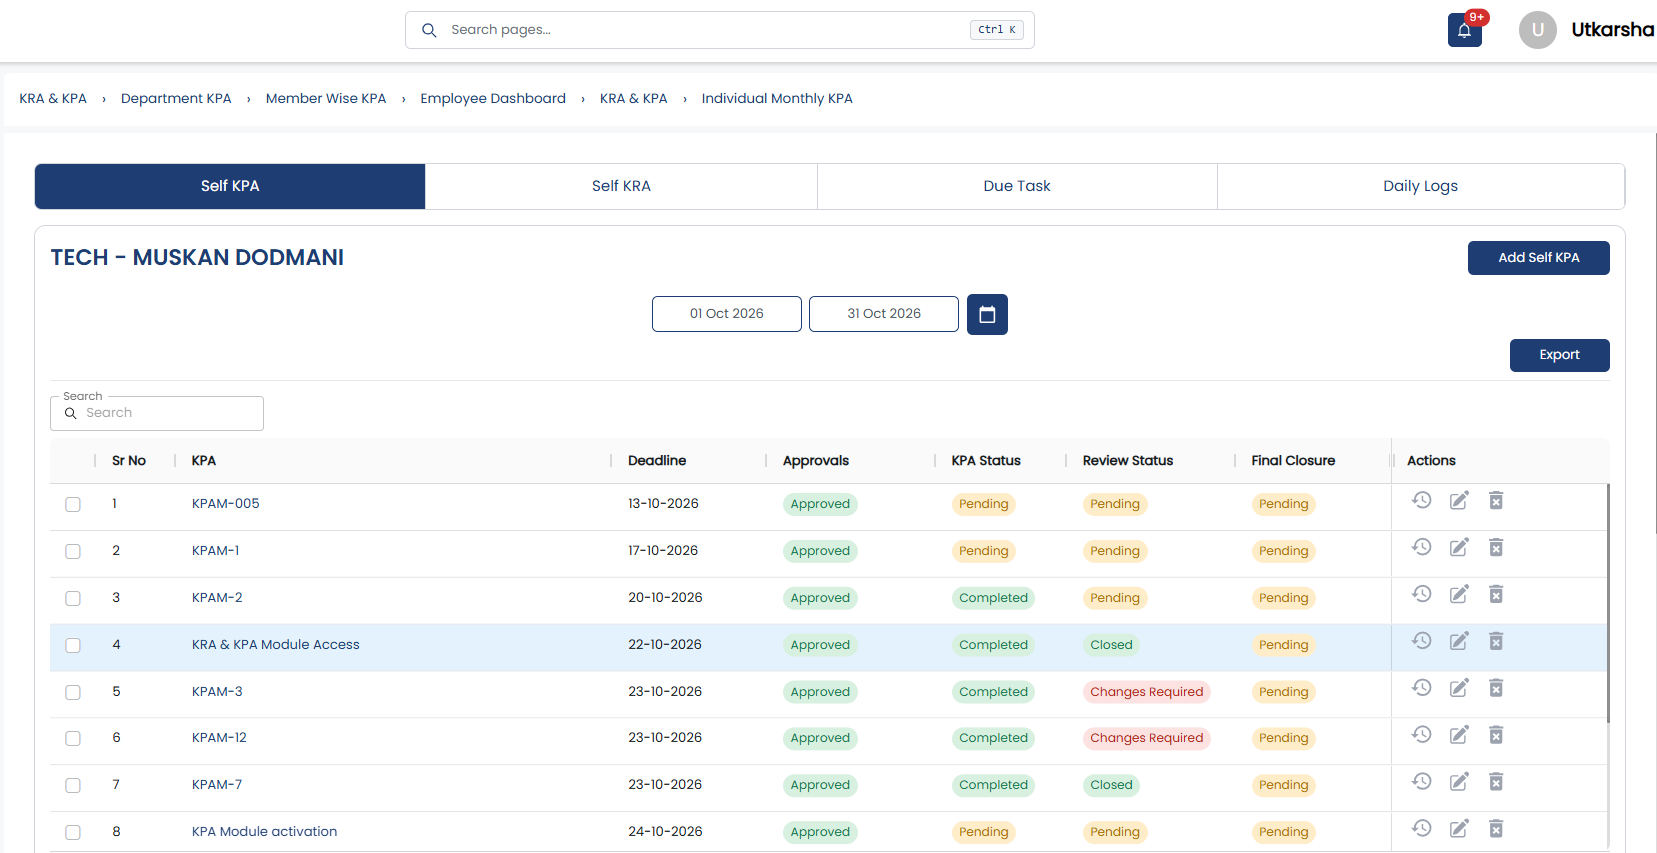 Search pages... Ctrl K 9+ U Utkarsha
KRA & KPA › Department KPA › Member Wise KPA › Employee Dashboard › KRA & KPA › Individual Monthly KPA
Self KPA Self KRA Due Task Daily Logs
TECH - MUSKAN DODMANI Add Self KPA
01 Oct 2026 31 Oct 2026
Export
Search
Search
Sr No KPA Deadline Approvals KPA Status Review Status Final Closure Actions
1 KPAM-005 13-10-2026 Approved Pending Pending Pending
2 KPAM-1 17-10-2026 Approved Pending Pending Pending
3 KPAM-2 20-10-2026 Approved Completed Pending Pending
4 KRA & KPA Module Access 22-10-2026 Approved Completed Closed Pending
5 KPAM-3 23-10-2026 Approved Completed Changes Required Pending
6 KPAM-12 23-10-2026 Approved Completed Changes Required Pending
7 KPAM-7 23-10-2026 Approved Completed Closed Pending
8 KPA Module activation 24-10-2026 Approved Pending Pending Pending